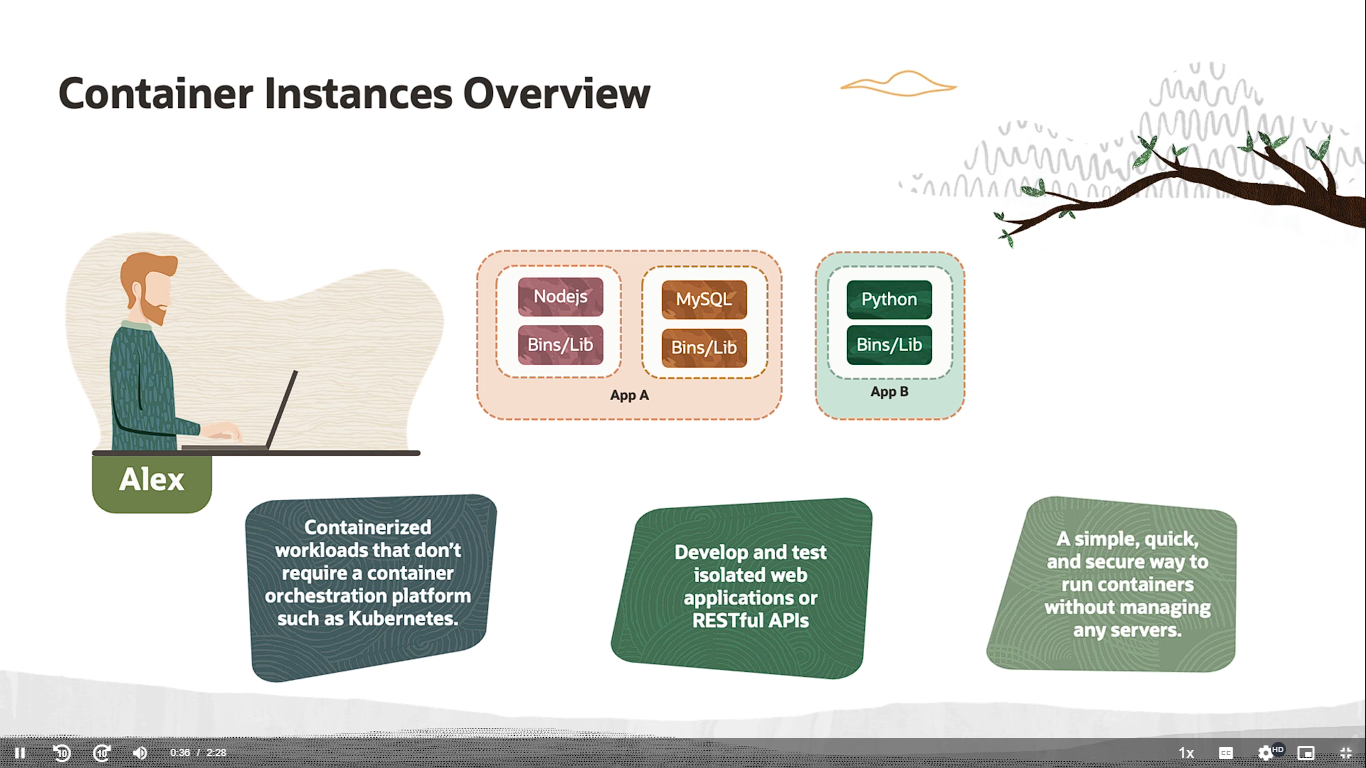 Container Instances Overview
Nodejs
Bins/Lib
MySQL
Bins/Lib
App A
Python
Bins/Lib
App B
Alex
Containerized
workloads that don't
require a container
orchestration platform
such as Kubernetes.
Develop and test
isolated web
applications or
RESTful APIs
A simple, quick,
and secure way to
run containers
without managing
any servers.
10
10
0:36 / 2:28
1x
CC
HD